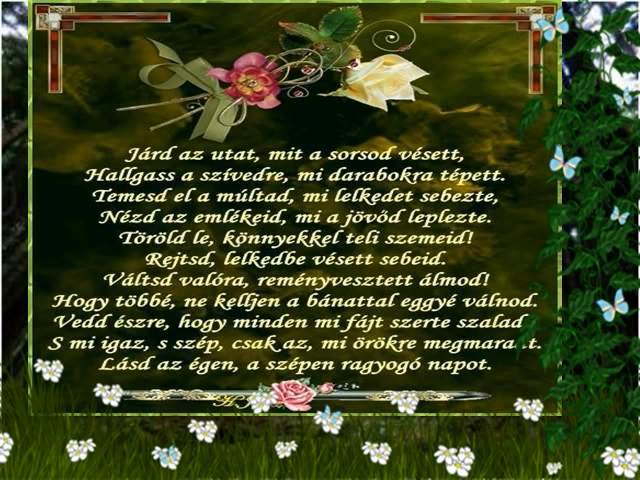 Járd az utat, mit a sorsod vésett,
Hallgass a szívedre, mi darabokra tépett.
Temesd el a múltad, mi lelkedet sebezte,
Nézd az emlékeid, mi a jövőd leplezte.
Töröld le, könnyekkel teli szemeid!
Rejtsd, lelkedbe vésett sebeid.
Váltsd valóra, reményvesztett álmod!
Hogy többé, ne kelljen a bánattal eggyé válnod.
Vedd észre, hogy minden mi fájt szerte szalad
S mi igaz, s szép, csak az, mi örökre
Lásd az égen, a szépen ragyogó napot.